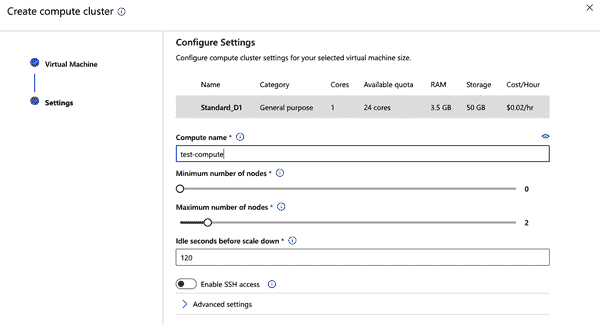 Create compute cluster
Configure Settings
Configure compute cluster settings for your selected virtual machine size.
Virtual Machine
Settings
Name Category Cores Available quota RAM Storage Cost/Hour
Standard_D1 General purpose 1 24 cores 3.5 GB 50 GB $0.02/hr
Compute name *
test-compute
Minimum number of nodes *
0
Maximum number of nodes *
2
Idle seconds before scale down *
120
Enable SSH access
Advanced settings